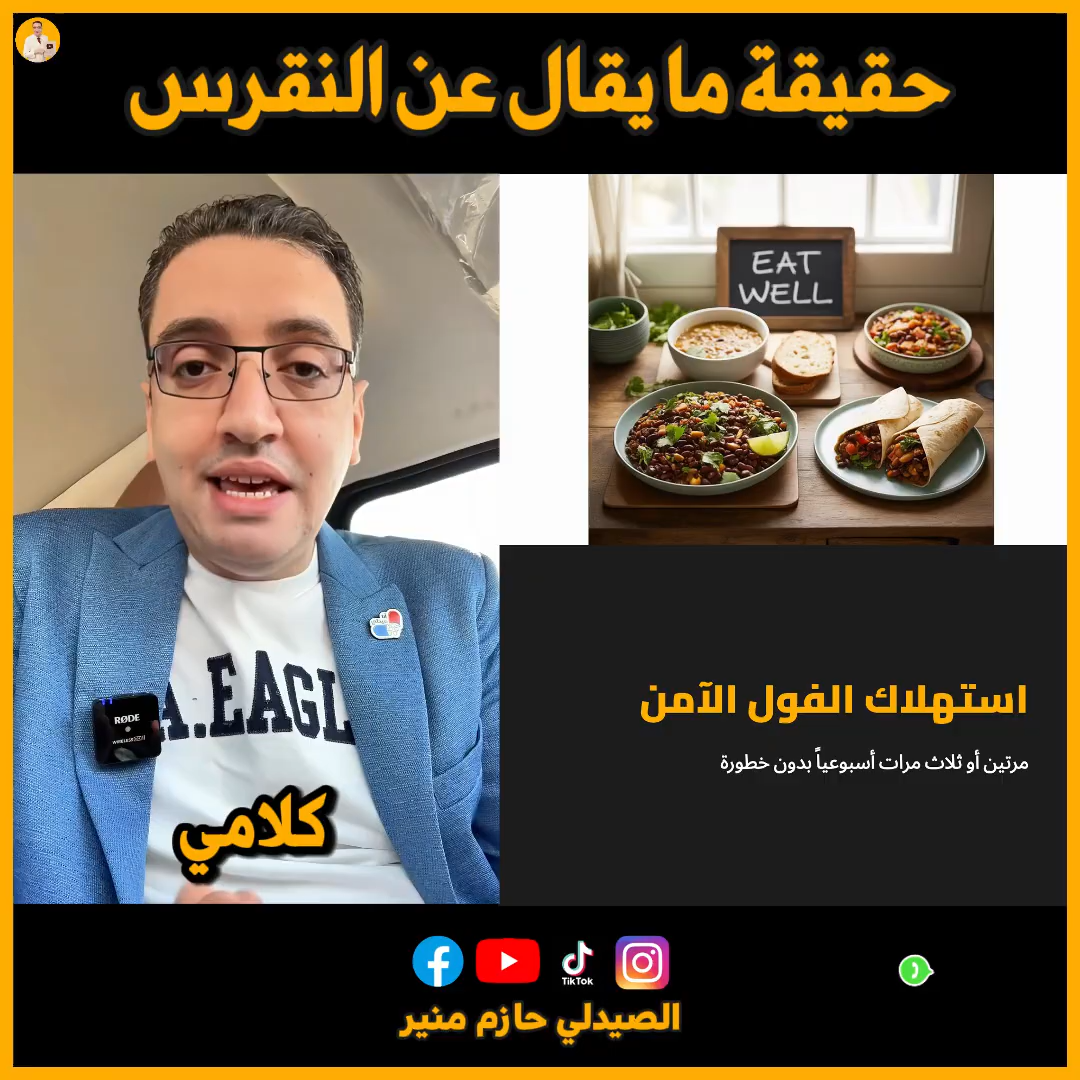 حقيقة ما يقال عن النقرس
EAT
WELL
A.EAGL
RØDE
استهلاك الفول الآمن
مرتين أو ثلاث مرات أسبوعياً بدون خطورة
كلامي
TikTok
الصيدلي حازم منير